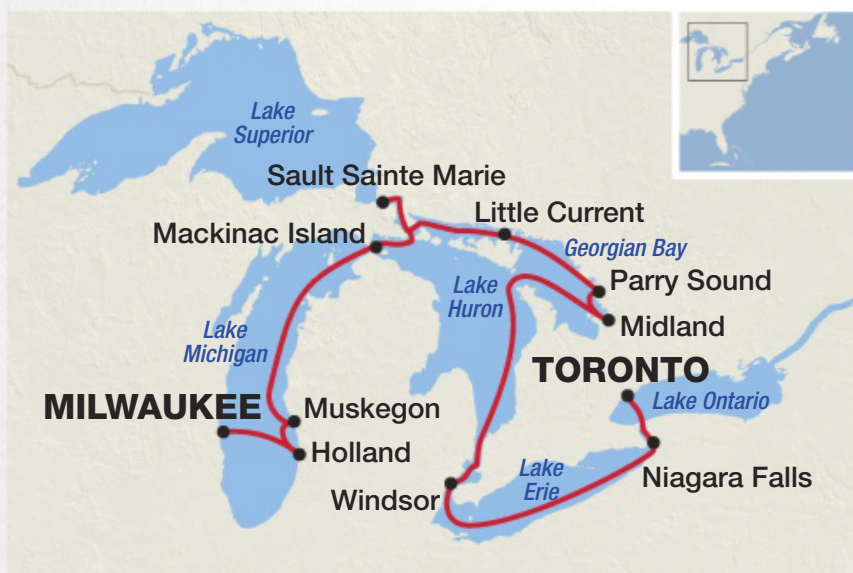 Lake
Superior
Sault Sainte Marie
Little Current
Mackinac Island
Georgian Bay
Lake
Huron
Parry Sound
Midland
Lake
Michigan
TORONTO
MILWAUKEE
Muskegon
Lake Ontario
Holland
Lake
Erie
Niagara Falls
Windsor